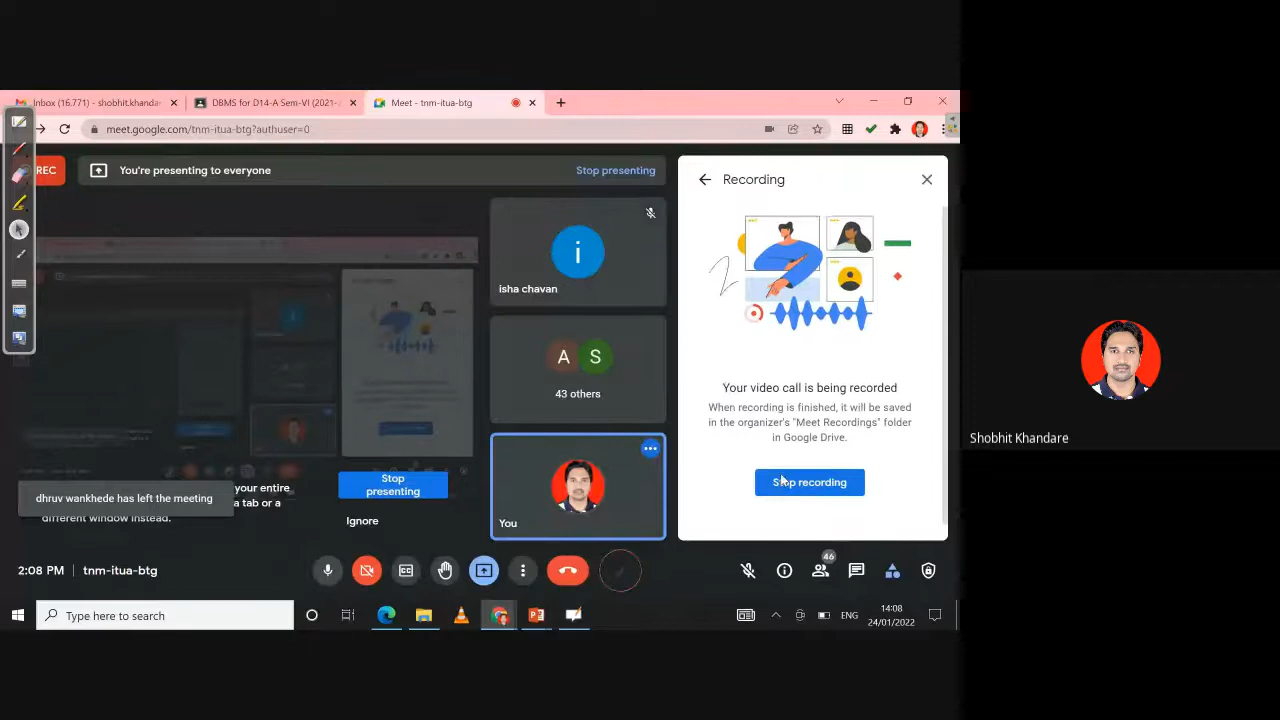 Inbox (16,771) - shobhit.khanda
DBMS for D14-A Sem-VI (2021-2
Meet - tnm-itua-btg
meet.google.com/tnm-itua-btg?authuser=0
REC
You're presenting to everyone
Stop presenting
Recording
i
isha chavan
A S
43 others
2
Your video call is being recorded
When recording is finished, it will be saved
in the organizer's "Meet Recordings" folder
in Google Drive.
Stop recording
Shobhit Khandare
dhruv wankhede has left the meeting
your entire
a tab or a
different window instead.
Stop
presenting
Ignore
You
2:08 PM | tnm-itua-btg
46
Type here to search
ENG
14:08
24/01/2022